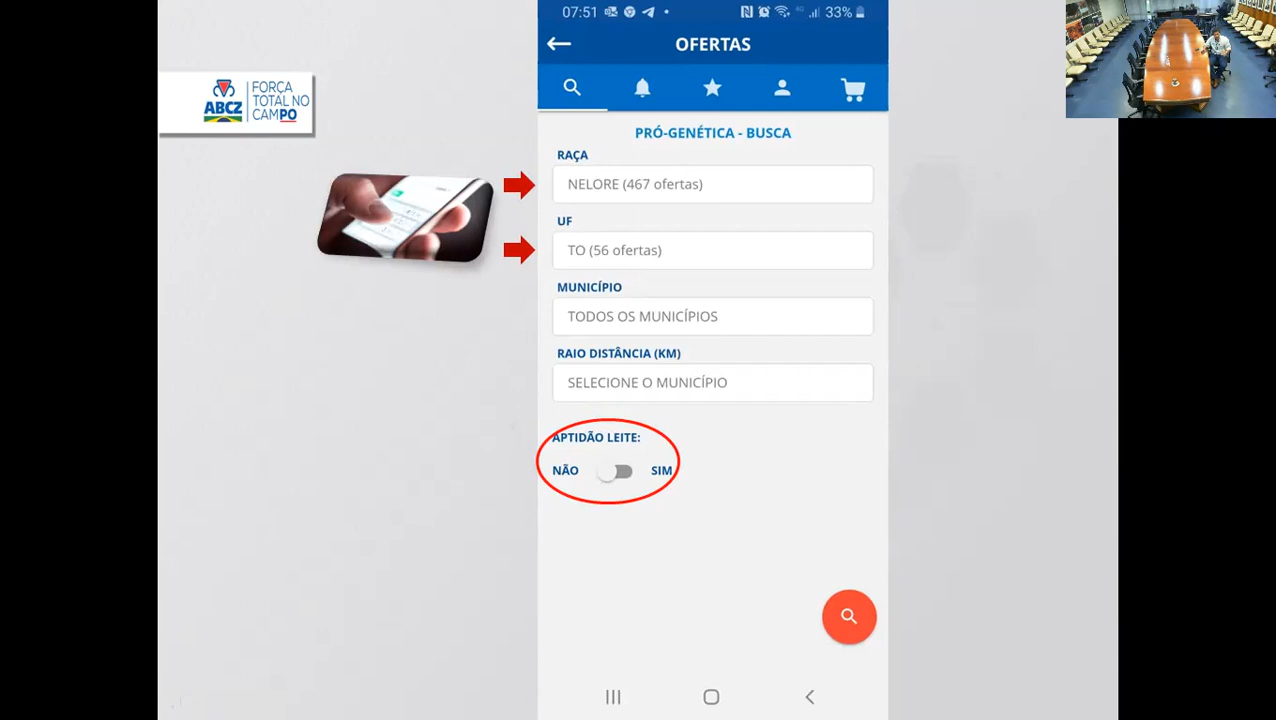 07:51 33%
OFERTAS
ABCZ
FORÇA
TOTAL NO
CAMPO
PRÓ-GENÉTICA - BUSCA
RAÇA
NELORE (467 ofertas)
UF
TO (56 ofertas)
MUNICÍPIO
TODOS OS MUNICÍPIOS
RAIO DISTÂNCIA (KM)
SELECIONE O MUNICÍPIO
APTIDÃO LEITE:
NÃO SIM